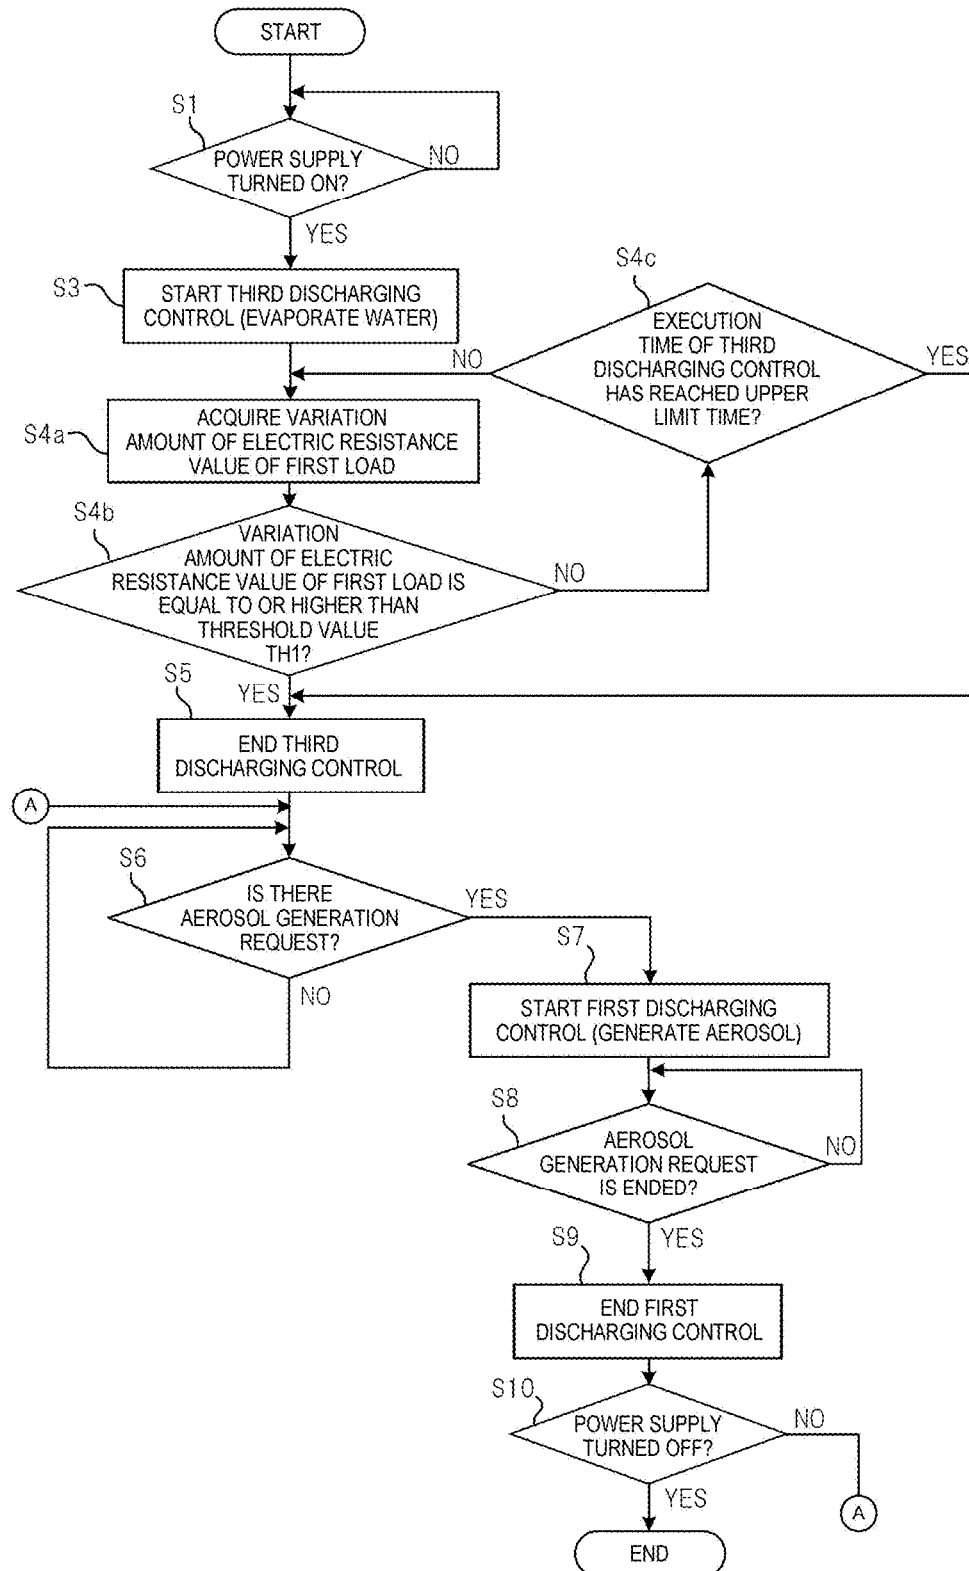 START
S1
POWER SUPPLY
TURNED ON?
NO
YES
S3
START THIRD DISCHARGING
CONTROL (EVAPORATE WATER)
S4c
EXECUTION
TIME OF THIRD
DISCHARGING CONTROL
HAS REACHED UPPER
LIMIT TIME?
NO
YES
S4a
ACQUIRE VARIATION
AMOUNT OF ELECTRIC RESISTANCE
VALUE OF FIRST LOAD
S4b
VARIATION
AMOUNT OF ELECTRIC
RESISTANCE VALUE OF FIRST LOAD IS
EQUAL TO OR HIGHER THAN
THRESHOLD VALUE
TH1?
NO
YES
S5
END THIRD
DISCHARGING CONTROL
A
S6
IS THERE
AEROSOL GENERATION
REQUEST?
YES
NO
S7
START FIRST DISCHARGING
CONTROL (GENERATE AEROSOL)
S8
AEROSOL
GENERATION REQUEST
IS ENDED?
NO
YES
S9
END FIRST
DISCHARGING CONTROL
S10
POWER SUPPLY
TURNED OFF?
NO
YES
A
END